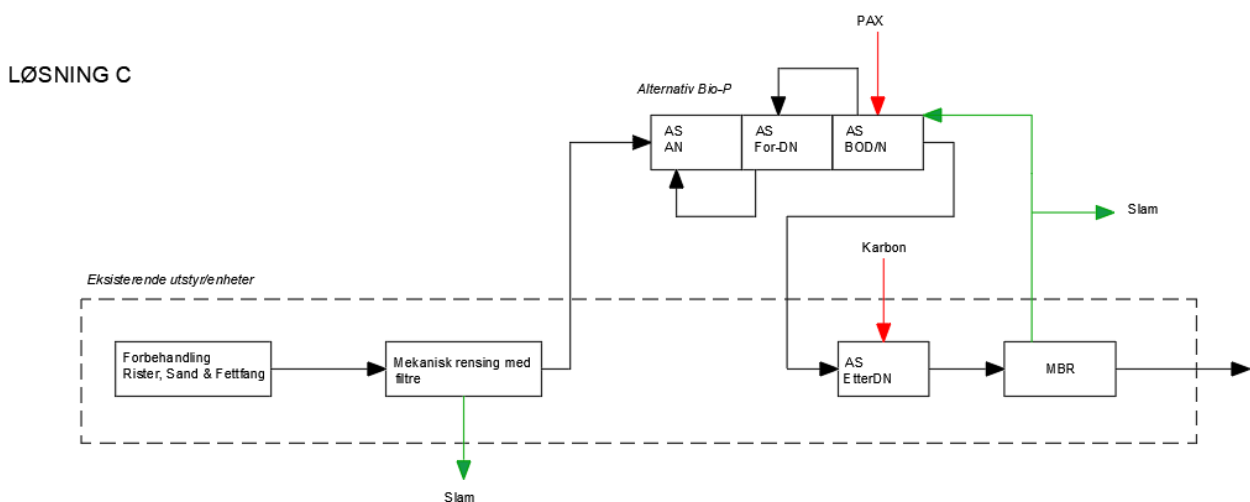 LØSNING C
PAX
Alternativ Bio-P
AS
AN
AS
For-DN
AS
BOD/N
Slam
Karbon
Eksisterende utstyr/enheter
Forbehandling
Rister, Sand & Fettfang
Mekanisk rensing med
filtre
AS
EtterDN
MBR
Slam